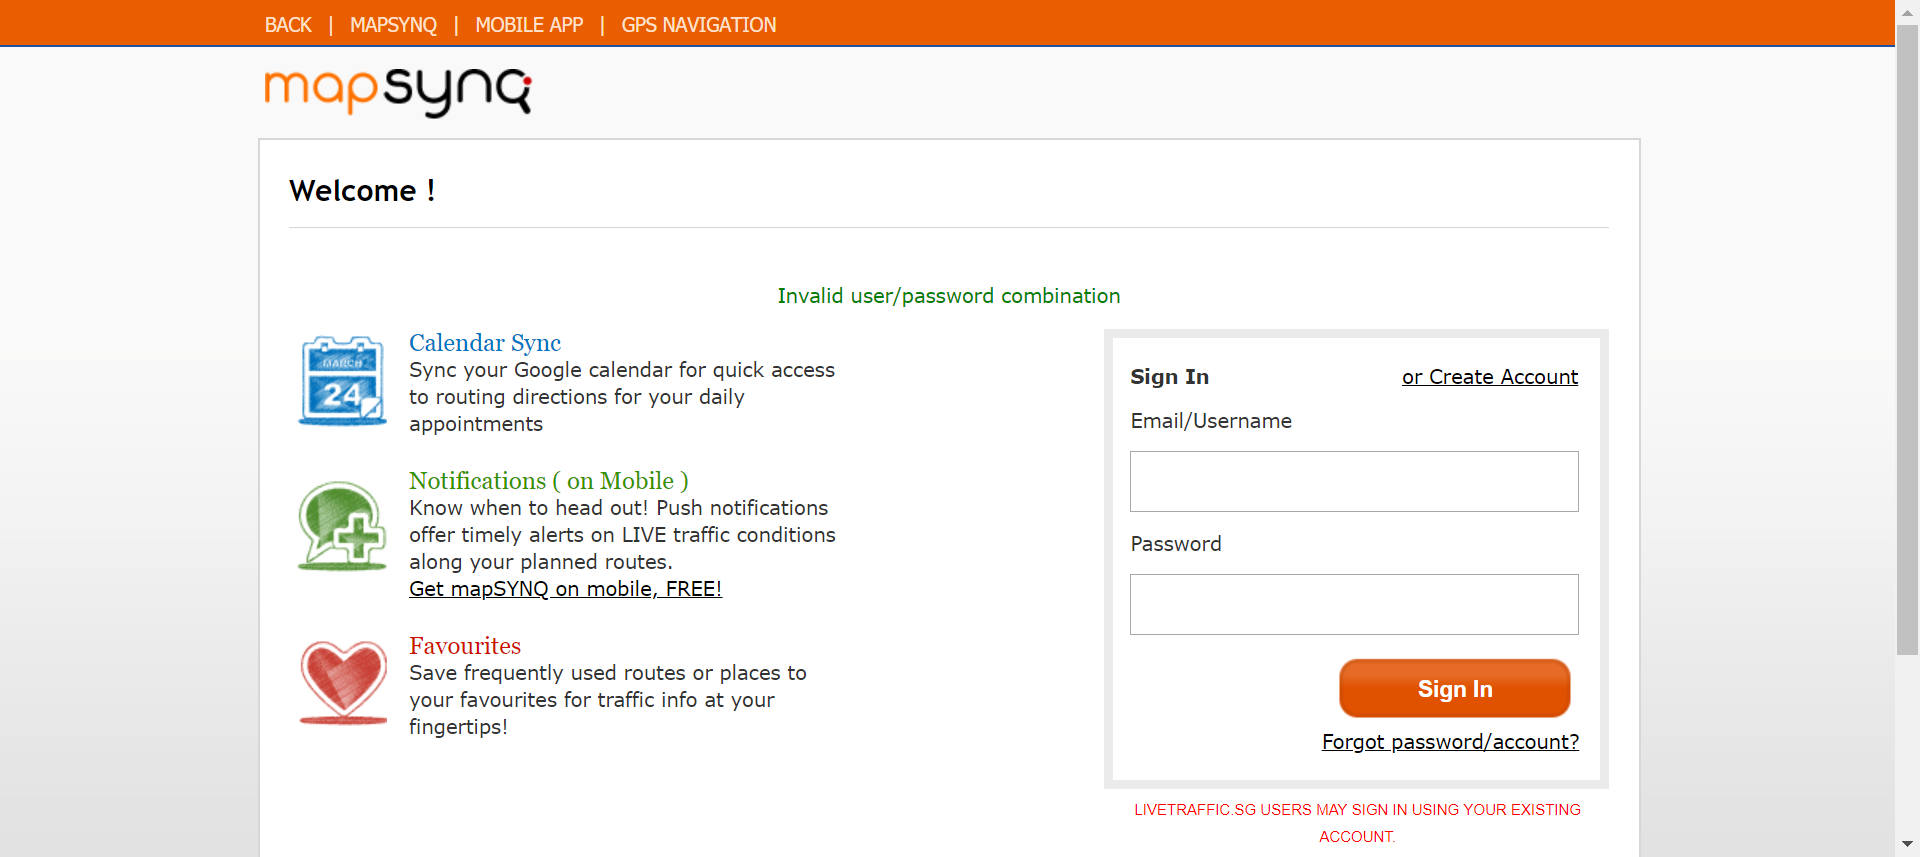 BACK | MAPSYNQ | MOBILE APP | GPS NAVIGATION
mapsynq
Welcome !
Invalid user/password combination
MARCH
24
Calendar Sync
Sync your Google calendar for quick access
to routing directions for your daily
appointments
Notifications ( on Mobile )
Know when to head out! Push notifications
offer timely alerts on LIVE traffic conditions
along your planned routes.
Get mapSYNQ on mobile, FREE!
Favourites
Save frequently used routes or places to
your favourites for traffic info at your
fingertips!
Sign In or Create Account
Email/Username
Password
Sign In
Forgot password/account?
LIVETRAFFIC.SG USERS MAY SIGN IN USING YOUR EXISTING
ACCOUNT.